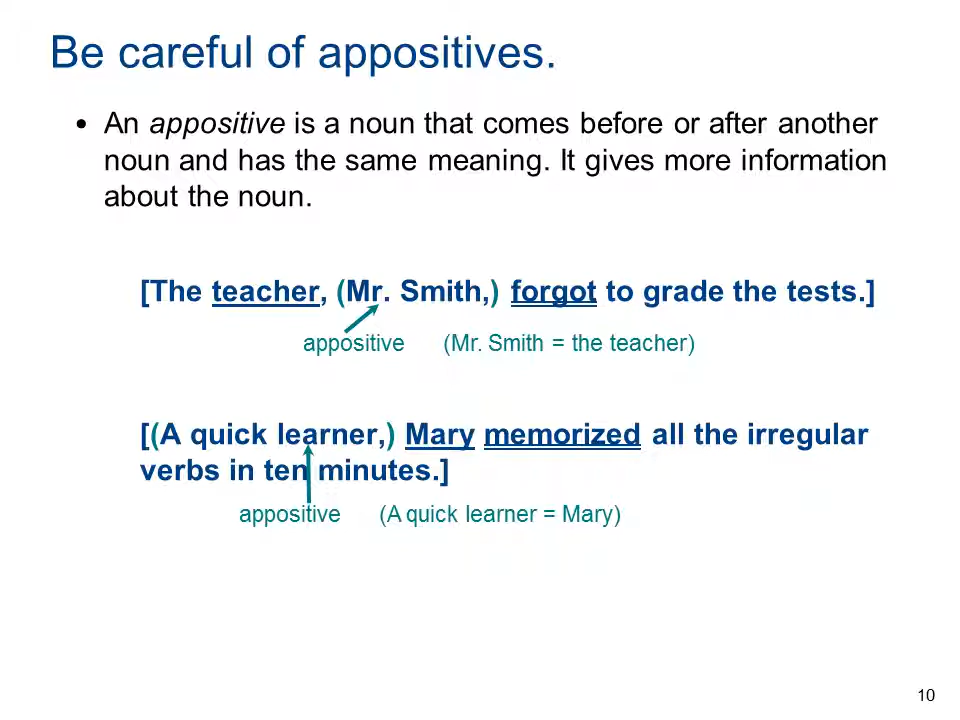 Be careful of appositives.
• An appositive is a noun that comes before or after another
noun and has the same meaning. It gives more information
about the noun.
[The teacher, (Mr. Smith,) forgot to grade the tests.]
appositive (Mr. Smith = the teacher)
[(A quick learner,) Mary memorized all the irregular
verbs in ten minutes.]
appositive (A quick learner = Mary)
10